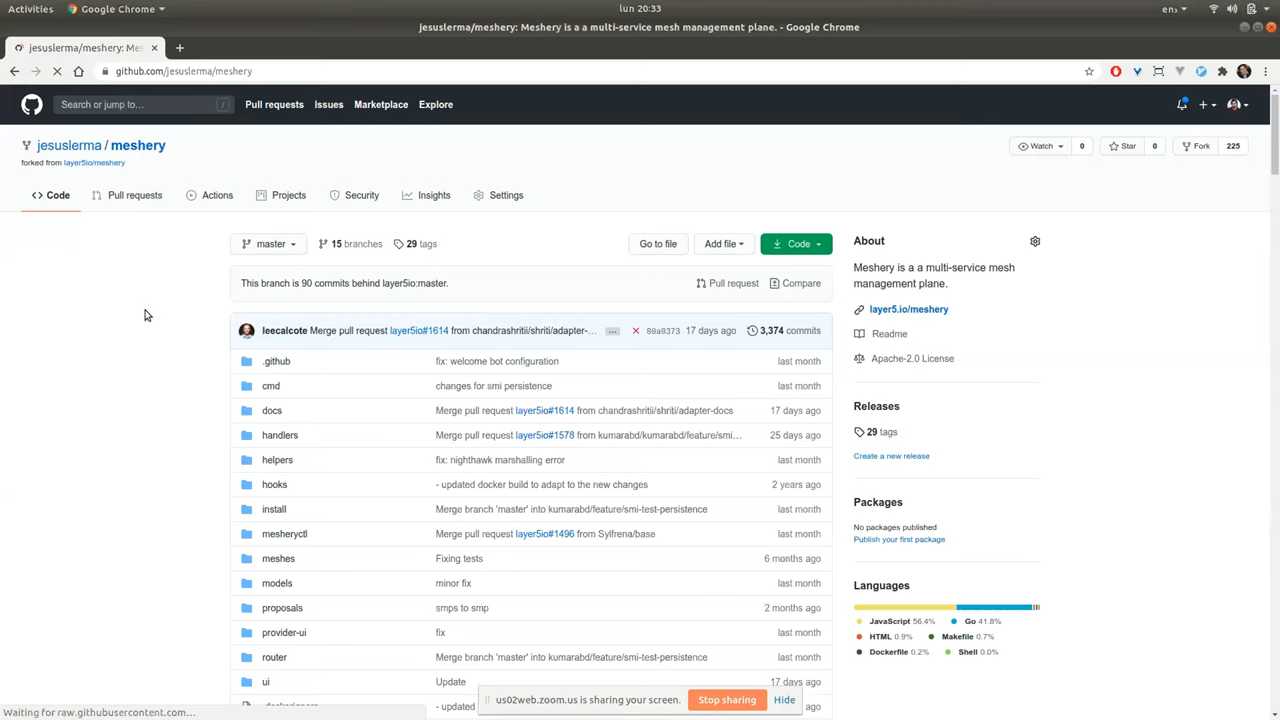 Activities Google Chrome lun 20:33 ens
jesuslerma/meshery: Meshery is a a multi-service mesh management plane. - Google Chrome
jesuslerma/meshery: Mes
github.com/jesuslerma/meshery
Search or jump to... / Pull requests Issues Marketplace Explore
jesuslerma / meshery Watch 0 Star 0 Fork 225
forked from layer5io/meshery
Code Pull requests Actions Projects Security Insights Settings
master 15 branches 29 tags Go to file Add file Code
This branch is 90 commits behind layer5io:master. Pull request Compare
leecalcote Merge pull request layer5io#1614 from chandrashritii/shriti/adapter-... ... 80a0373 17 days ago 3,374 commits
.github fix: welcome bot configuration last month
cmd changes for smi persistence last month
docs Merge pull request layer5io#1614 from chandrashritii/shriti/adapter-docs 17 days ago
handlers Merge pull request layer5io#1578 from kumarabd/kumarabd/feature/smi... 25 days ago
helpers fix: nighthawk marshalling error last month
hooks - updated docker build to adapt to the new changes 2 years ago
install Merge branch 'master' into kumarabd/feature/smi-test-persistence last month
mesheryctl Merge pull request layer5io#1496 from Sylfrena/base last month
meshes Fixing tests 6 months ago
models minor fix last month
proposals smps to smp 2 months ago
provider-ui fix last month
router Merge branch 'master' into kumarabd/feature/smi-test-persistence last month
ui Update 17 days ago
- updated
About
Meshery is a a multi-service mesh
management plane.
layer5.io/meshery
Readme
Apache-2.0 License
Releases
29 tags
Create a new release
Packages
No packages published
Publish your first package
Languages
JavaScript 56.4% Go 41.8%
HTML 0.9% Makefile 0.7%
Dockerfile 0.2% Shell 0.0%
us02web.zoom.us is sharing your screen. Stop sharing Hide
Waiting for raw.githubusercontent.com...